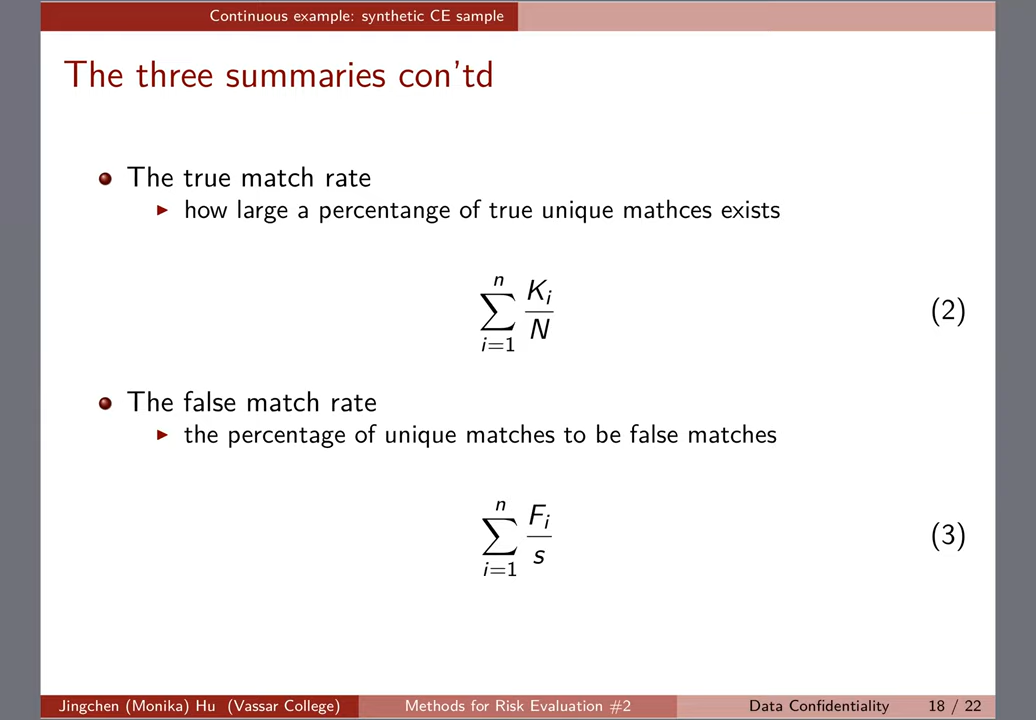 Continuous example: synthetic CE sample
The three summaries con'td
The true match rate
how large a percentange of true unique mathces exists
n
∑ K_i / N (2)
i=1
The false match rate
the percentage of unique matches to be false matches
n
∑ F_i / s (3)
i=1
Jingchen (Monika) Hu (Vassar College) Methods for Risk Evaluation #2 Data Confidentiality 18 / 22